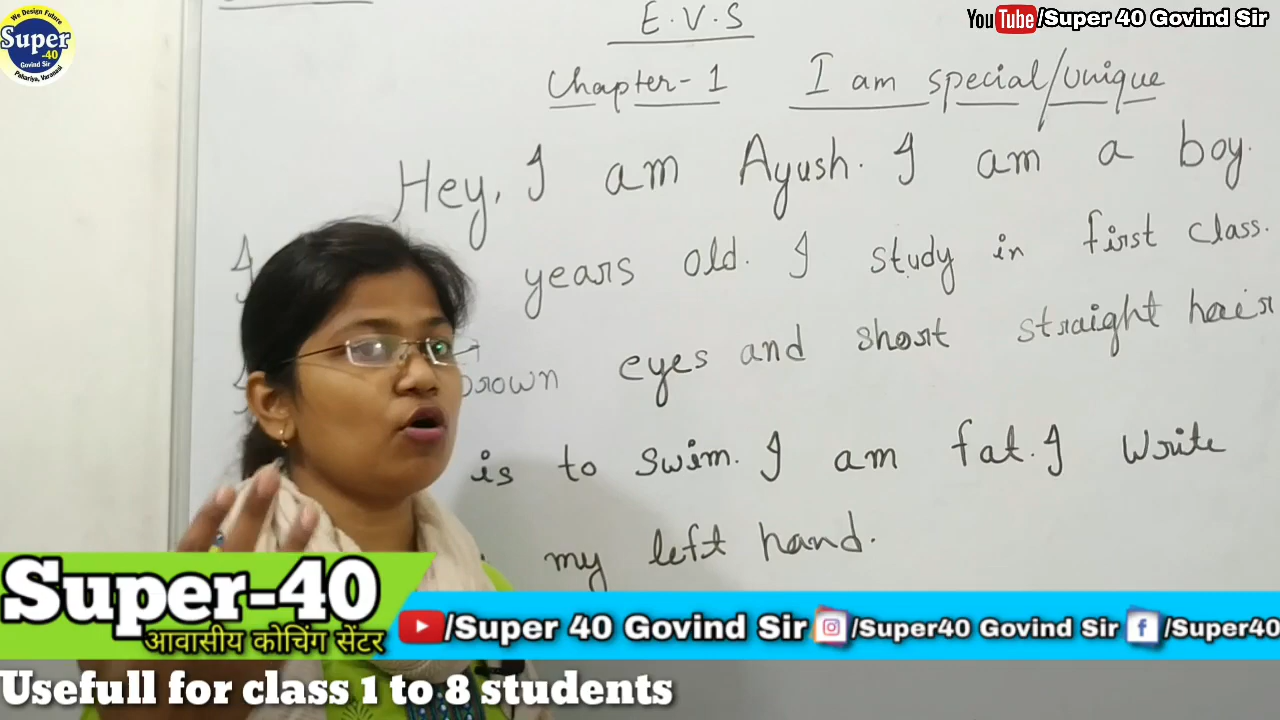 We Design Future
Super
-40
Govind Sir
Pahariya, Varanasi
YouTube/Super 40 Govind Sir
E.V.S
Chapter-1 I am special/unique
Hey, I am Ayush. I am a boy.
I years old. I study in first class.
brown eyes and short straight hair
is to swim. I am fat. I write
my left hand.
Super-40
आवासीय कोचिंग सेंटर
/Super 40 Govind Sir /Super40 Govind Sir /Super40
Usefull for class 1 to 8 students